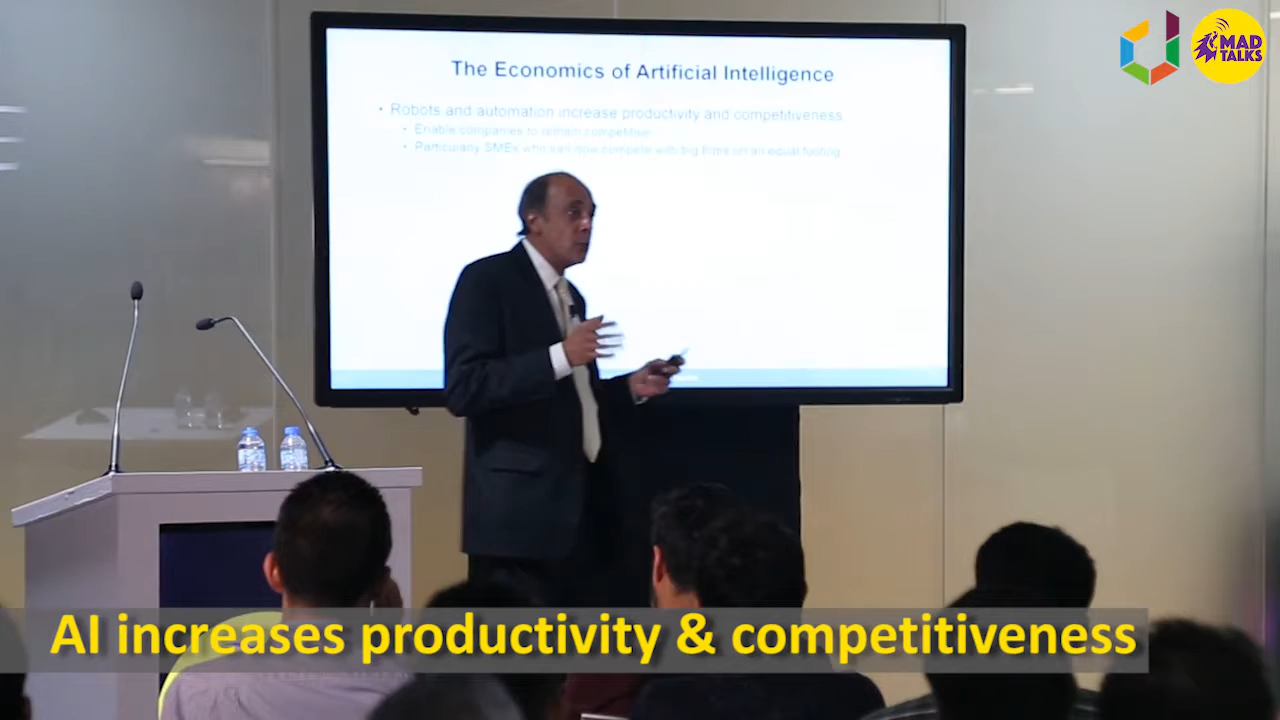 MAD
TALKS
The Economics of Artificial Intelligence
• Robots and automation increase productivity and competitiveness
• Enable companies to remain competitive
• Particularly SMEs who can now compete with big firms on an equal footing
AI increases productivity & competitiveness